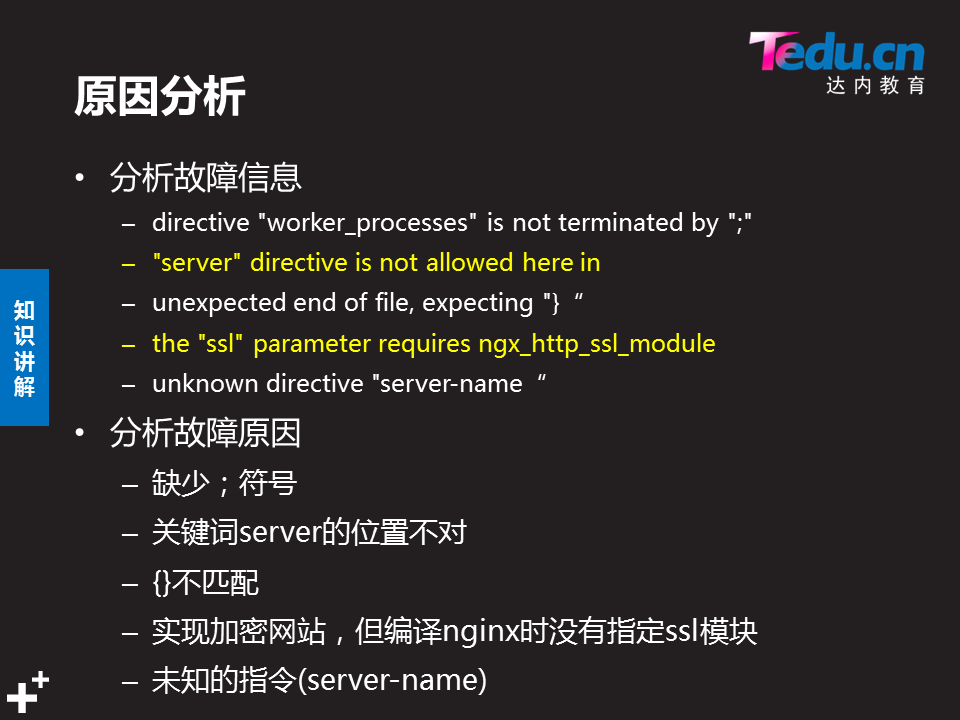 Tedu.cn
达内教育
原因分析
• 分析故障信息
– directive "worker_processes" is not terminated by ";"
– "server" directive is not allowed here in
– unexpected end of file, expecting "}“
– the "ssl" parameter requires ngx_http_ssl_module
– unknown directive "server-name“
知识讲解
• 分析故障原因
– 缺少；符号
– 关键词server的位置不对
– {}不匹配
– 实现加密网站，但编译nginx时没有指定ssl模块
– 未知的指令(server-name)